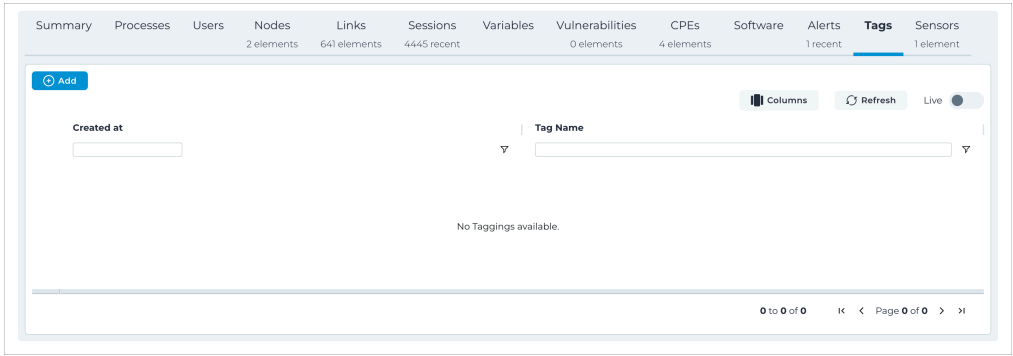 Summary Processes Users Nodes Links Sessions Variables Vulnerabilities CPEs Software Alerts Tags Sensors
2 elements 641 elements 4445 recent 0 elements 4 elements 1 recent 1 element
Add
Columns Refresh Live
Created at Tag Name
No Taggings available.
0 to 0 of 0 Page 0 of 0